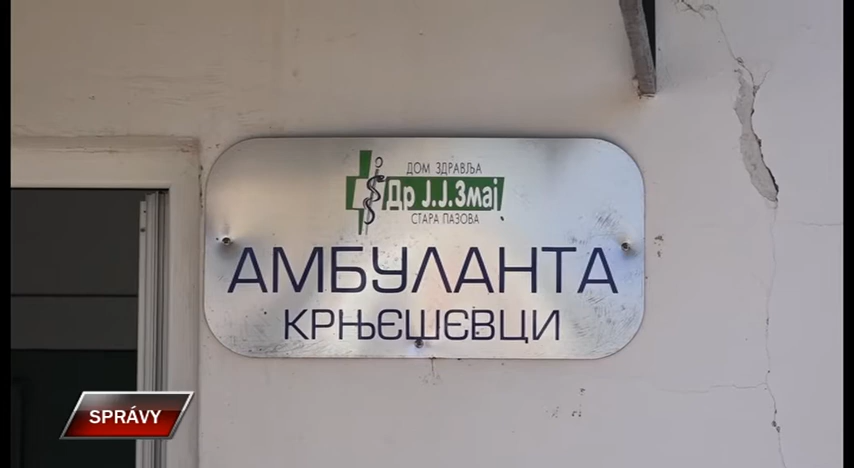 ДОМ ЗДРАВЉА
Др Ј.Ј.Змај
СТАРА ПАЗОВА
АМБУЛАНТА
КРЊЕШЕВЦИ
SPRÁVY